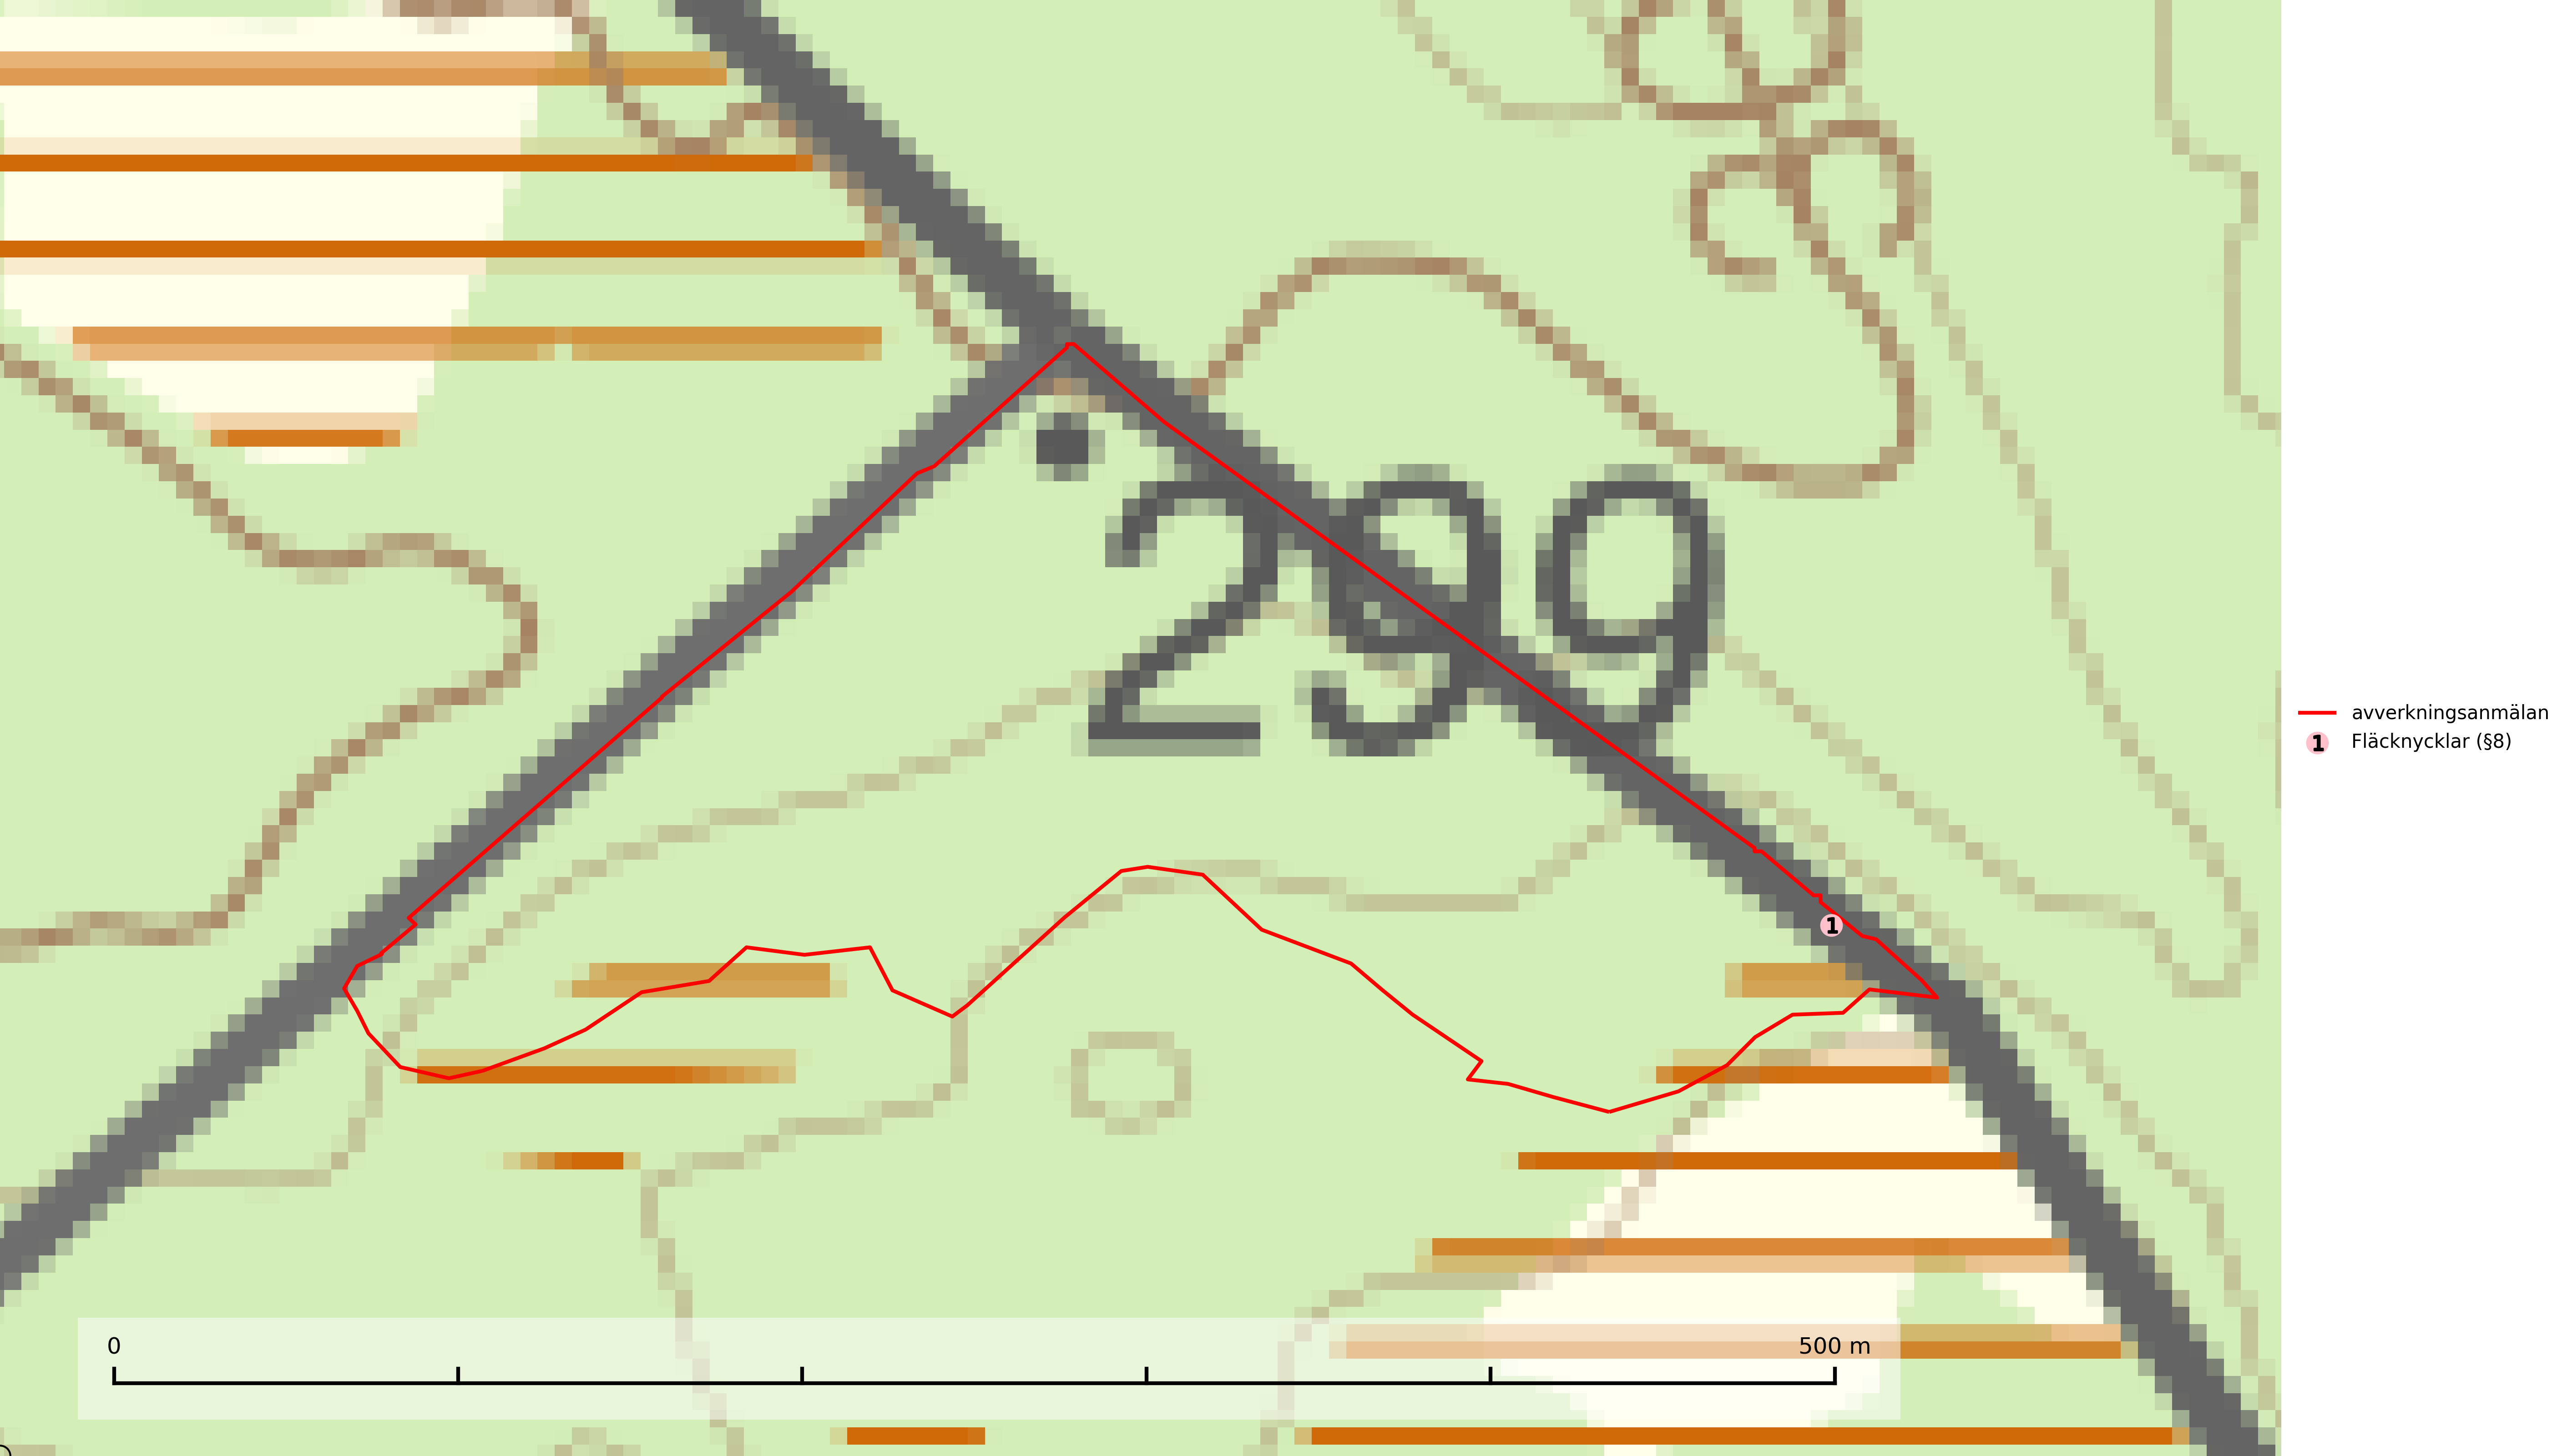 .299
avverkningsanmälan
1 Fläcknycklar (§8)
1
0 500 m